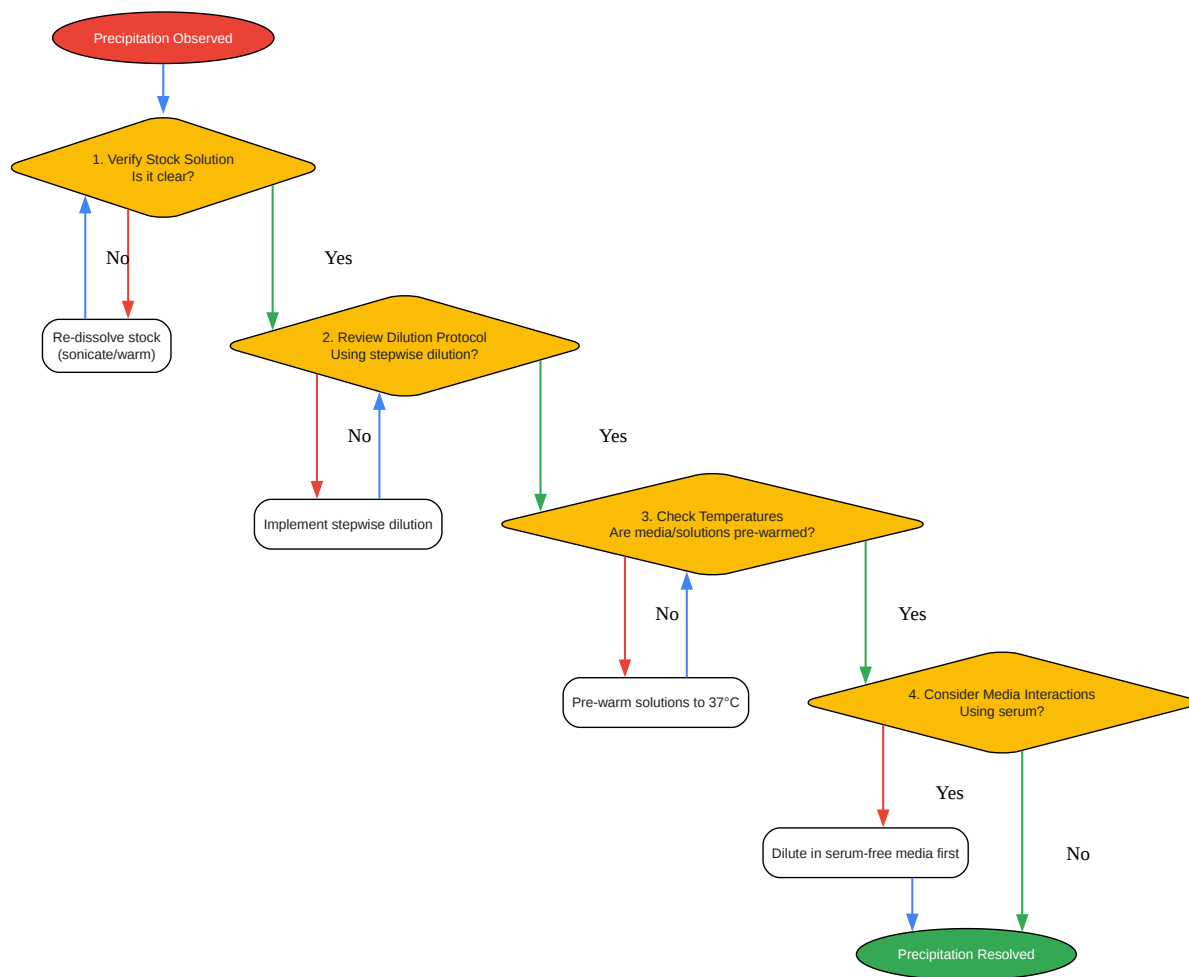 Precipitation Observed
1. Verify Stock Solution
Is it clear?
No
Yes
Re-dissolve stock
(sonicate/warm)
2. Review Dilution Protocol
Using stepwise dilution?
No
Yes
Implement stepwise dilution
3. Check Temperatures
Are media/solutions pre-warmed?
No
Yes
Pre-warm solutions to 37°C
4. Consider Media Interactions
Using serum?
Yes
No
Dilute in serum-free media first
Precipitation Resolved